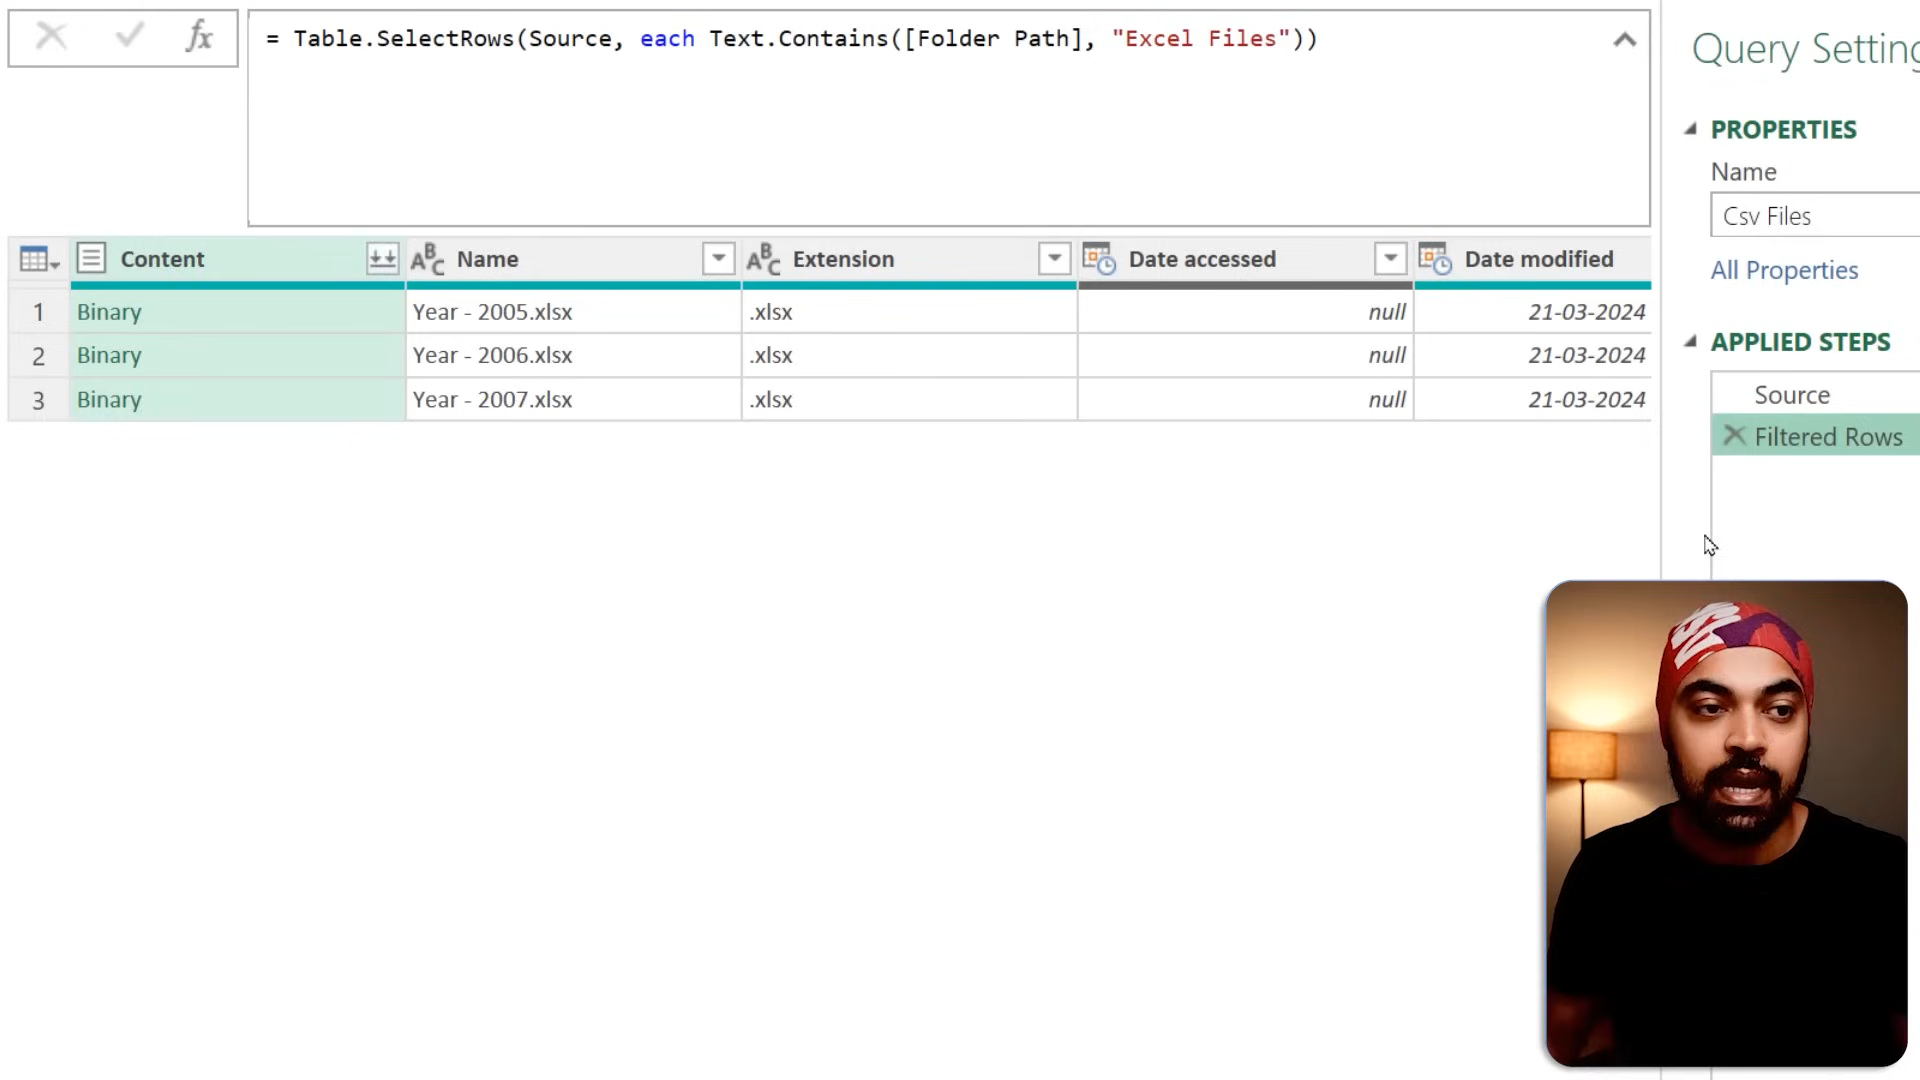 fx
= Table.SelectRows(Source, each Text.Contains([Folder Path], "Excel Files"))
Content
ABC Name
ABC Extension
Date accessed
Date modified
1 Binary Year - 2005.xlsx .xlsx null 21-03-2024
2 Binary Year - 2006.xlsx .xlsx null 21-03-2024
3 Binary Year - 2007.xlsx .xlsx null 21-03-2024
Query Setting
PROPERTIES
Name
Csv Files
All Properties
APPLIED STEPS
Source
Filtered Rows